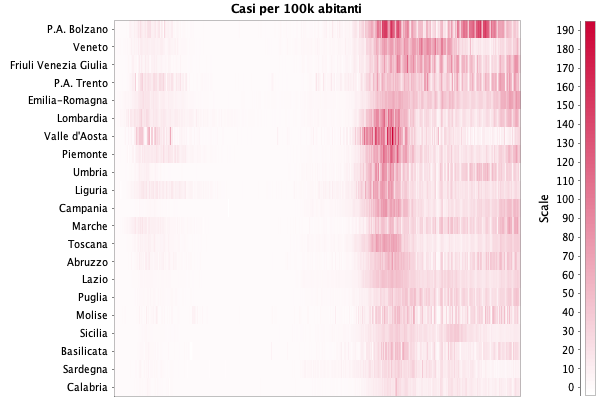 Casi per 100k abitanti
P.A. Bolzano
Veneto
Friuli Venezia Giulia
P.A. Trento
Emilia-Romagna
Lombardia
Valle d'Aosta
Piemonte
Umbria
Liguria
Campania
Marche
Toscana
Abruzzo
Lazio
Puglia
Molise
Sicilia
Basilicata
Sardegna
Calabria
Scale
190
180
170
160
150
140
130
120
110
100
90
80
70
60
50
40
30
20
10
0